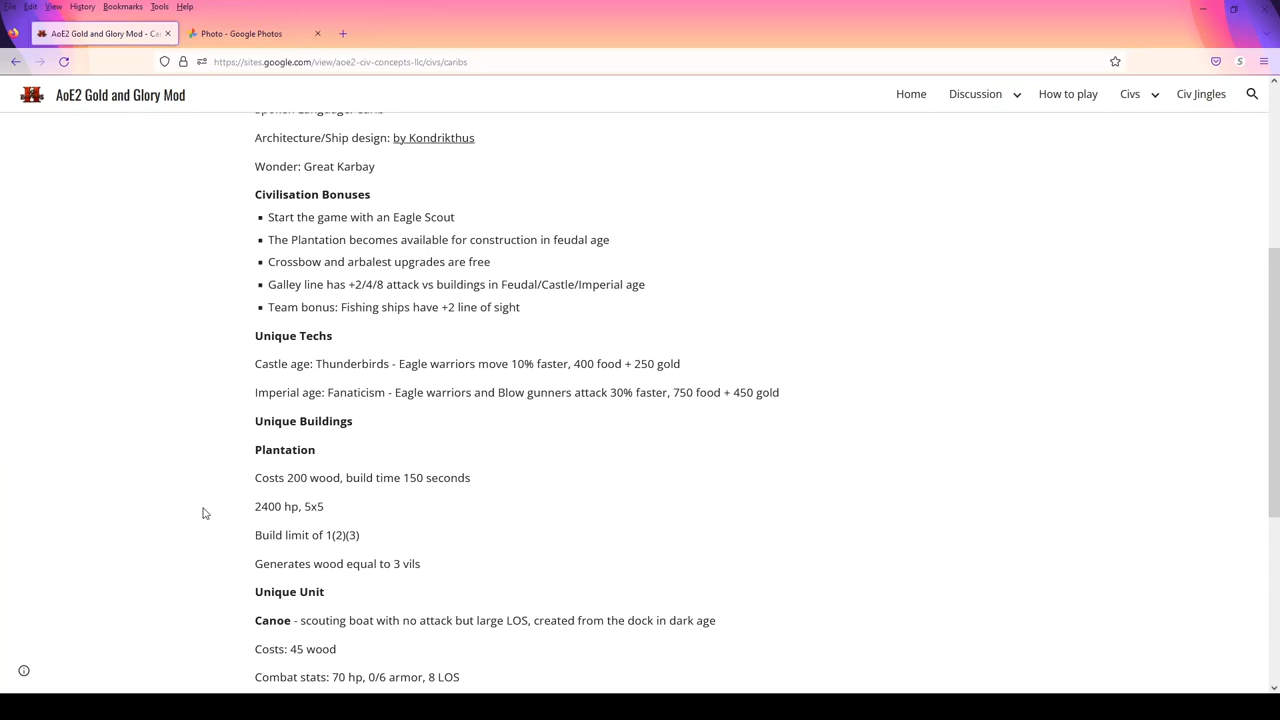 File Edit View History Bookmarks Tools Help
AoE2 Gold and Glory Mod - Ca
Photo - Google Photos
https://sites.google.com/view/aoe2-civ-concepts-llc/civs/caribs
AoE2 Gold and Glory Mod
Home Discussion How to play Civs Civ Jingles
Spoken Language: Carib
Architecture/Ship design: by Kondrikthus
Wonder: Great Karbay
Civilisation Bonuses
Start the game with an Eagle Scout
The Plantation becomes available for construction in feudal age
Crossbow and arbalest upgrades are free
Galley line has +2/4/8 attack vs buildings in Feudal/Castle/Imperial age
Team bonus: Fishing ships have +2 line of sight
Unique Techs
Castle age: Thunderbirds - Eagle warriors move 10% faster, 400 food + 250 gold
Imperial age: Fanaticism - Eagle warriors and Blow gunners attack 30% faster, 750 food + 450 gold
Unique Buildings
Plantation
Costs 200 wood, build time 150 seconds
2400 hp, 5x5
Build limit of 1(2)(3)
Generates wood equal to 3 vils
Unique Unit
Canoe - scouting boat with no attack but large LOS, created from the dock in dark age
Costs: 45 wood
Combat stats: 70 hp, 0/6 armor, 8 LOS